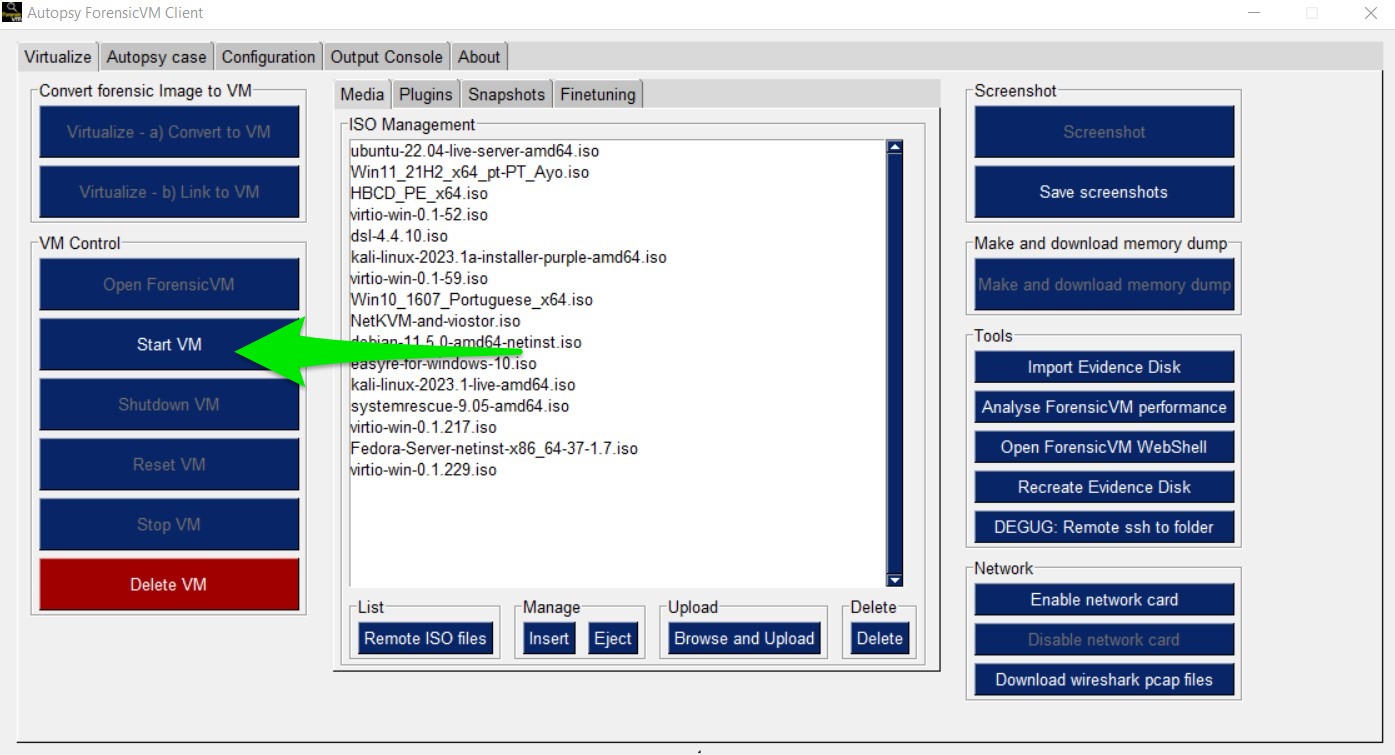 Autopsy ForensicVM Client
Virtualize
Autopsy case
Configuration
Output Console
About
Convert forensic Image to VM
Virtualize - a) Convert to VM
Virtualize - b) Link to VM
VM Control
Open ForensicVM
Start VM
Shutdown VM
Reset VM
Stop VM
Delete VM
Media
Plugins
Snapshots
Finetuning
ISO Management
ubuntu-22.04-live-server-amd64.iso
Win11_21H2_x64_pt-PT_Ayo.iso
HBCD_PE_x64.iso
virtio-win-0.1-52.iso
dsl-4.4.10.iso
kali-linux-2023.1a-installer-purple-amd64.iso
virtio-win-0.1-59.iso
Win10_1607_Portuguese_x64.iso
NetKVM-and-viostor.iso
debian-11.5.0-amd64-netinst.iso
easyre-for-windows-10.iso
kali-linux-2023.1-live-amd64.iso
systemrescue-9.05-amd64.iso
virtio-win-0.1.217.iso
Fedora-Server-netinst-x86_64-37-1.7.iso
virtio-win-0.1.229.iso
List
Remote ISO files
Manage
Insert
Eject
Upload
Browse and Upload
Delete
Delete
Screenshot
Screenshot
Save screenshots
Make and download memory dump
Make and download memory dump
Tools
Import Evidence Disk
Analyse ForensicVM performance
Open ForensicVM WebShell
Recreate Evidence Disk
DEGUG: Remote ssh to folder
Network
Enable network card
Disable network card
Download wireshark pcap files